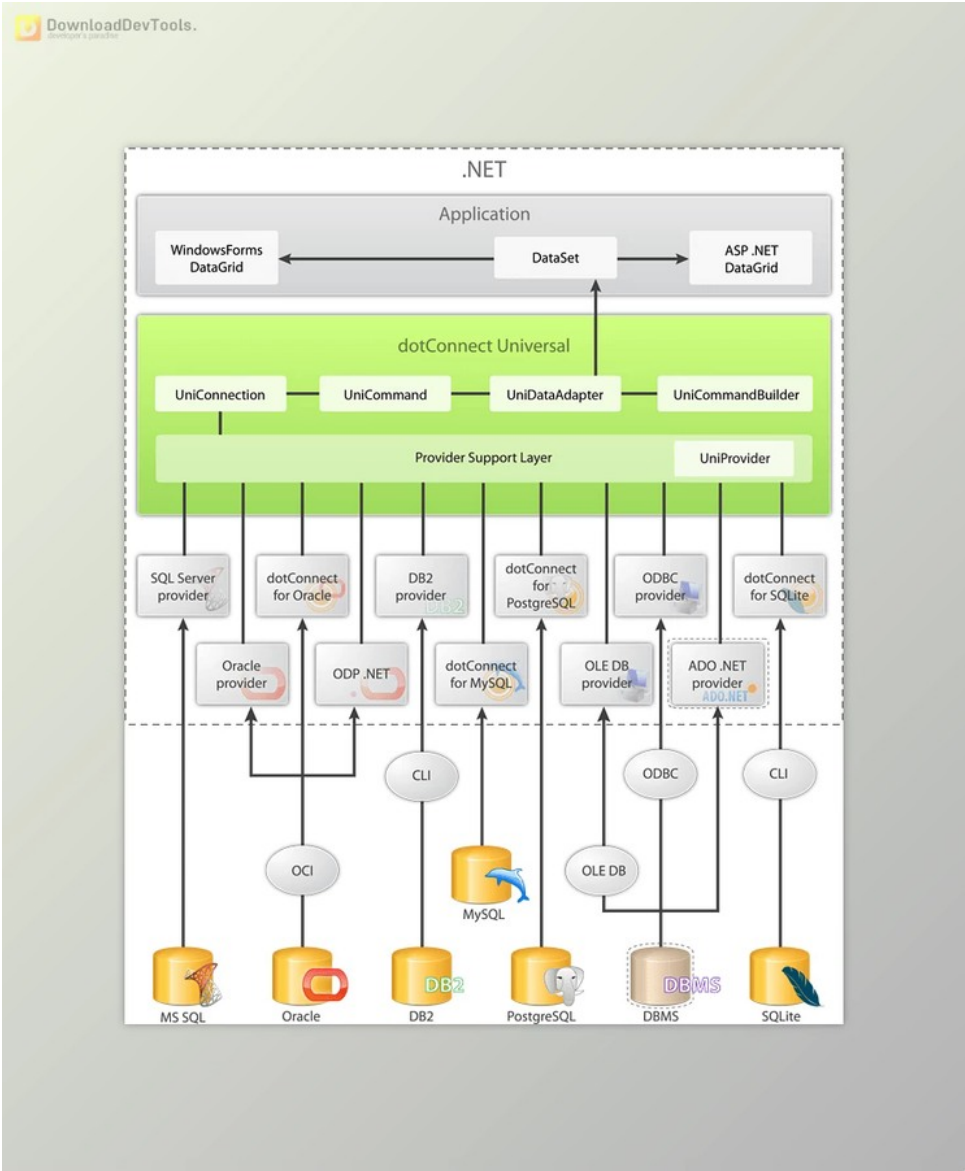 DownloadDevTools.
developer's paradise
.NET
Application
WindowsForms
DataGrid
DataSet
ASP .NET
DataGrid
dotConnect Universal
UniConnection
UniCommand
UniDataAdapter
UniCommandBuilder
Provider Support Layer
UniProvider
SQL Server
provider
dotConnect
for Oracle
DB2
provider
DB2
dotConnect
for
PostgreSQL
ODBC
provider
dotConnect
for SQLite
Oracle
provider
ODP .NET
dotConnect
for MySQL
OLE DB
provider
ADO .NET
provider
ADO.NET
CLI
ODBC
CLI
OCI
OLE DB
MySQL
DB2
DBMS
MS SQL
Oracle
DB2
PostgreSQL
DBMS
SQLite